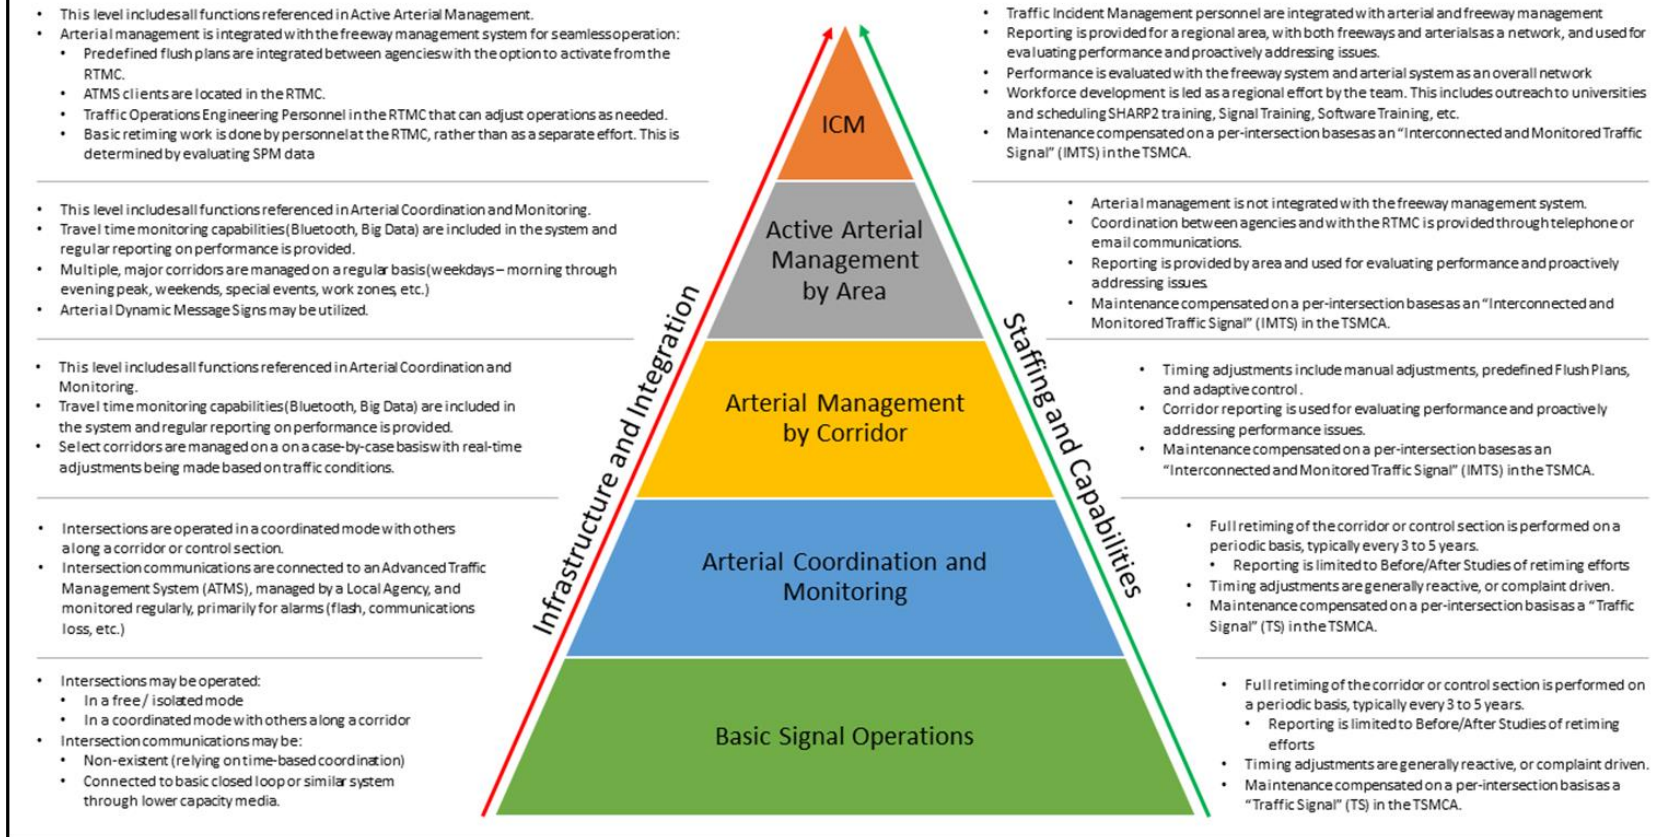 • This level includes all functions referenced in Active Arterial Management.
• Arterial management is integrated with the freeway management system for seamless operation:
• Predefined flush plans are integrated between agencies with the option to activate from the
RTMC.
• ATMS clients are located in the RTMC.
• Traffic Operations Engineering Personnel in the RTMC that can adjust operations as needed.
• Basic retiming work is done by personnel at the RTMC, rather than as a separate effort. This is
determined by evaluating SPM data
ICM
• Traffic Incident Management personnel are integrated with arterial and freeway management
• Reporting is provided for a regional area, with both freeways and arterials as a network, and used for
evaluating performance and proactively addressing issues.
• Performance is evaluated with the freeway system and arterial system as an overall network
• Workforce development is led as a regional effort by the team. This includes outreach to universities
and scheduling SHARP2 training, Signal Training, Software Training, etc.
• Maintenance compensated on a per-intersection bases as an “Interconnected and Monitored Traffic
Signal” (IMTS) in the TSMCA.
• This level includes all functions referenced in Arterial Coordination and Monitoring.
• Travel time monitoring capabilities (Bluetooth, Big Data) are included in the system and
regular reporting on performance is provided.
• Multiple, major corridors are managed on a regular basis (weekdays – morning through
evening peak, weekends, special events, work zones, etc.)
• Arterial Dynamic Message Signs may be utilized.
Active Arterial
Management
by Area
• Arterial management is not integrated with the freeway management system.
• Coordination between agencies and with the RTMC is provided through telephone or
email communications.
• Reporting is provided by area and used for evaluating performance and proactively
addressing issues.
• Maintenance compensated on a per-intersection bases as an “Interconnected and
Monitored Traffic Signal” (IMTS) in the TSMCA.
Infrastructure and Integration
Staffing and Capabilities
• This level includes all functions referenced in Arterial Coordination and
Monitoring.
• Travel time monitoring capabilities (Bluetooth, Big Data) are included in
the system and regular reporting on performance is provided.
• Select corridors are managed on a on a case-by-case basis with real-time
adjustments being made based on traffic conditions.
Arterial Management
by Corridor
• Timing adjustments include manual adjustments, predefined Flush Plans,
and adaptive control.
• Corridor reporting is used for evaluating performance and proactively
addressing performance issues.
• Maintenance compensated on a per-intersection bases as an
“Interconnected and Monitored Traffic Signal” (IMTS) in the TSMCA.
• Intersections are operated in a coordinated mode with others
along a corridor or control section.
• Intersection communications are connected to an Advanced Traffic
Management System (ATMS), managed by a Local Agency, and
monitored regularly, primarily for alarms (flash, communications
loss, etc.)
Arterial Coordination and
Monitoring
• Full retiming of the corridor or control section is performed on a
periodic basis, typically every 3 to 5 years.
• Reporting is limited to Before/After Studies of retiming efforts
• Timing adjustments are generally reactive, or complaint driven.
• Maintenance compensated on a per-intersection basis as a “Traffic
Signal” (TS) in the TSMCA.
• Intersections may be operated:
• In a free / isolated mode
• In a coordinated mode with others along a corridor
• Intersection communications may be:
• Non-existent (relying on time-based coordination)
• Connected to basic closed loop or similar system
through lower capacity media.
Basic Signal Operations
• Full retiming of the corridor or control section is performed on
a periodic basis, typically every 3 to 5 years.
• Reporting is limited to Before/After Studies of retiming
efforts
• Timing adjustments are generally reactive, or complaint driven.
• Maintenance compensated on a per-intersection basis as a
“Traffic Signal” (TS) in the TSMCA.